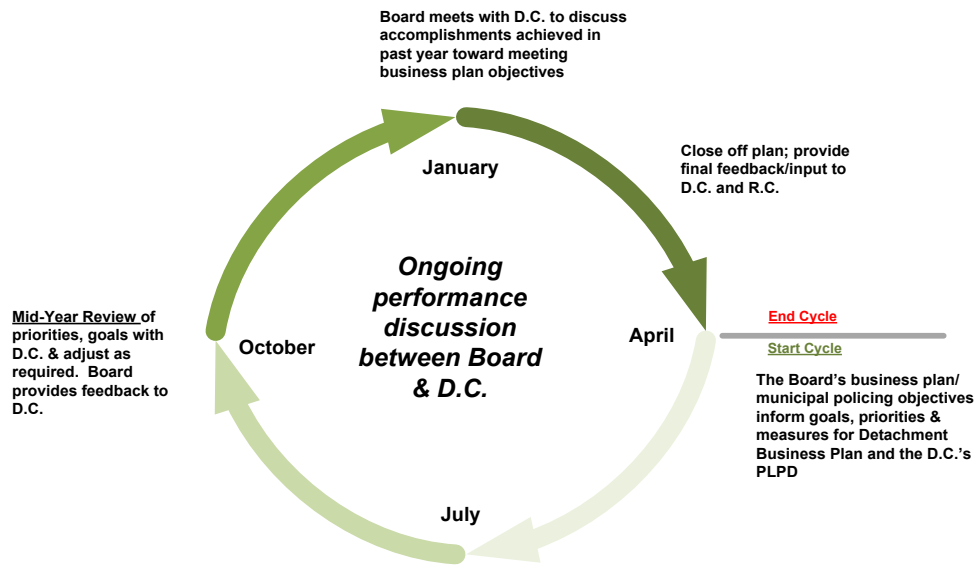 Board meets with D.C. to discuss
accomplishments achieved in
past year toward meeting
business plan objectives
January
Close off plan; provide
final feedback/input to
D.C. and R.C.
Ongoing
performance
discussion
between Board
& D.C.
Mid-Year Review of
priorities, goals with
D.C. & adjust as
required.  Board
provides feedback to
D.C.
October
April
End Cycle
Start Cycle
The Board’s business plan/
municipal policing objectives
inform goals, priorities &
measures for Detachment
Business Plan and the D.C.’s
PLPD
July